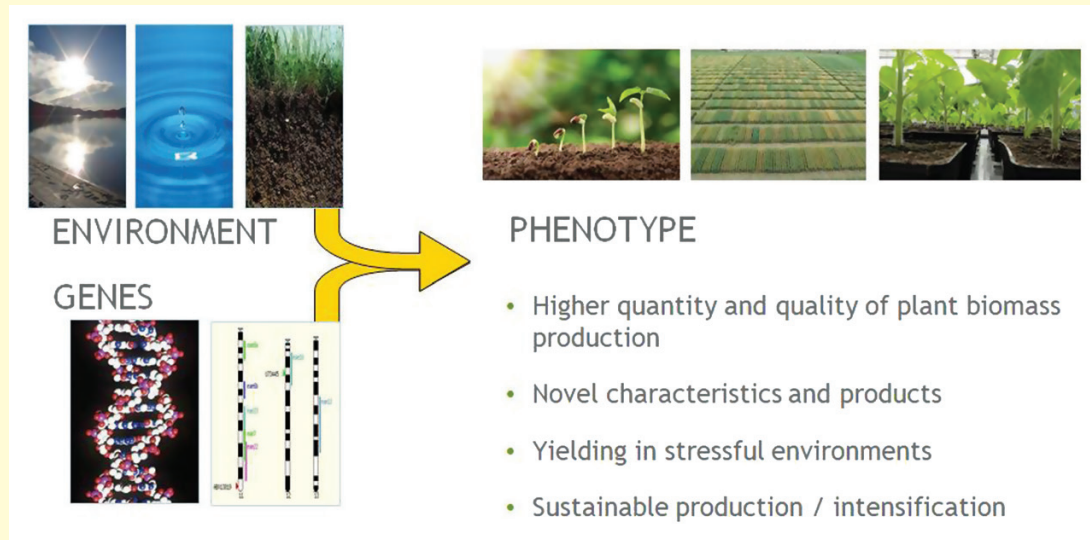 ENVIRONMENT
GENES
PHENOTYPE
• Higher quantity and quality of plant biomass
production
• Novel characteristics and products
• Yielding in stressful environments
• Sustainable production / intensification